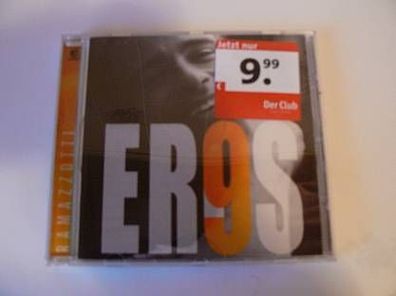 Jetzt nur
9.99
€
Der Club
RAMAZZOTTI
ER9S